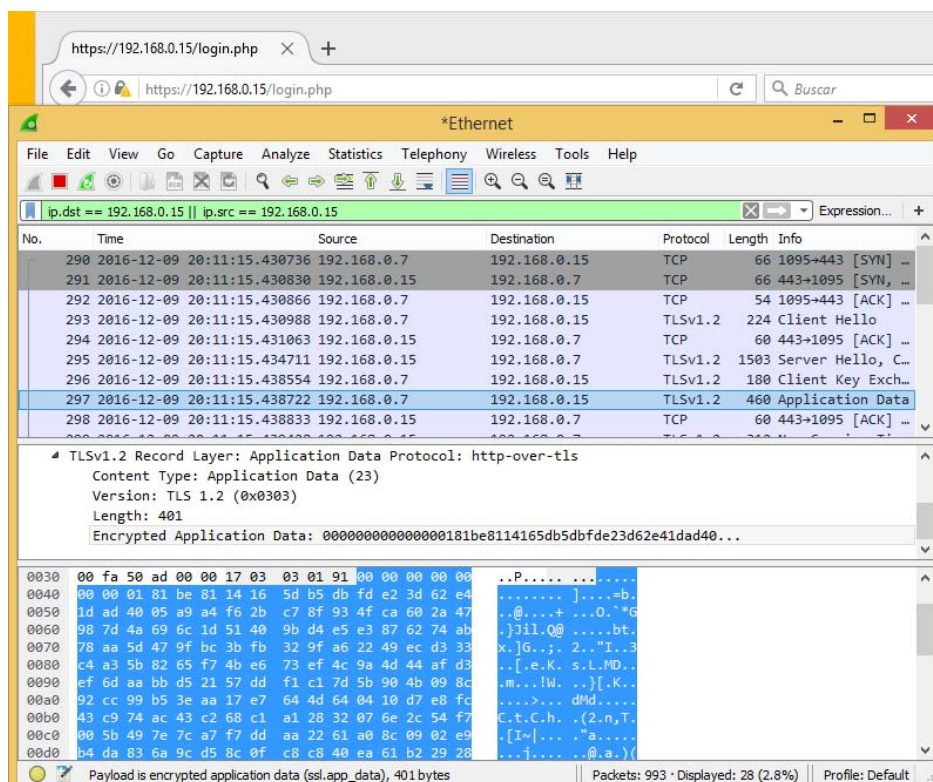 https://192.168.0.15/login.php
https://192.168.0.15/login.php Buscar
*Ethernet
File Edit View Go Capture Analyze Statistics Telephony Wireless Tools Help
ip.dst == 192.168.0.15 || ip.src == 192.168.0.15 Expression... +
No. Time Source Destination Protocol Length Info
290 2016-12-09 20:11:15.430736 192.168.0.7 192.168.0.15 TCP 66 1095→443 [SYN] …
291 2016-12-09 20:11:15.430830 192.168.0.15 192.168.0.7 TCP 66 443→1095 [SYN, …
292 2016-12-09 20:11:15.430866 192.168.0.7 192.168.0.15 TCP 54 1095→443 [ACK] …
293 2016-12-09 20:11:15.430988 192.168.0.7 192.168.0.15 TLSv1.2 224 Client Hello
294 2016-12-09 20:11:15.431063 192.168.0.15 192.168.0.7 TCP 60 443→1095 [ACK] …
295 2016-12-09 20:11:15.434711 192.168.0.15 192.168.0.7 TLSv1.2 1503 Server Hello, C…
296 2016-12-09 20:11:15.438554 192.168.0.7 192.168.0.15 TLSv1.2 180 Client Key Exch…
297 2016-12-09 20:11:15.438722 192.168.0.7 192.168.0.15 TLSv1.2 460 Application Data
298 2016-12-09 20:11:15.438833 192.168.0.15 192.168.0.7 TCP 60 443→1095 [ACK] …
TLSv1.2 Record Layer: Application Data Protocol: http-over-tls
Content Type: Application Data (23)
Version: TLS 1.2 (0x0303)
Length: 401
Encrypted Application Data: 000000000000000181be8114165db5dbfde23d62e41dad40...
0030 00 fa 50 ad 00 00 17 03 03 01 91 00 00 00 00 00 ..P..... ........
0040 00 00 01 81 be 81 14 16 5d b5 db fd e2 3d 62 e4 ........ ]....=b.
0050 1d ad 40 05 a9 a4 f6 2b c7 8f 93 4f ca 60 2a 47 ..@....+ ...O.`*G
0060 98 7d 4a 69 6c 1d 51 40 9b d4 e5 e3 87 62 74 ab .}Jil.Q@ .....bt.
0070 78 aa 5d 47 9f bc 3b fb 32 9f a6 22 49 ec d3 33 x.]G..;. 2.."I..3
0080 c4 a3 5b 82 65 f7 4b e6 73 ef 4c 9a 4d 44 af d3 ..[.e.K. s.L.MD..
0090 ef 6d aa bb d5 21 57 dd f1 c1 7d 5b 90 4b 09 8c .m...!W. ..}[.K..
00a0 92 cc 99 b5 3e aa 17 e7 64 4d 64 04 10 d7 e8 fc ....>... dMd.....
00b0 43 c9 74 ac 43 c2 68 c1 a1 28 32 07 6e 2c 54 f7 C.t.C.h. .(2.n,T.
00c0 00 5b 49 7e 7c a7 f7 dd aa 22 61 a0 8c 09 02 e9 .[I~|... ."a.....
00d0 b4 da 83 6a 9c d5 8c 0f c8 c8 40 ea 61 b2 29 28 ...j.... ..@.a.)(
Payload is encrypted application data (ssl.app_data), 401 bytes Packets: 993 · Displayed: 28 (2.8%) Profile: Default